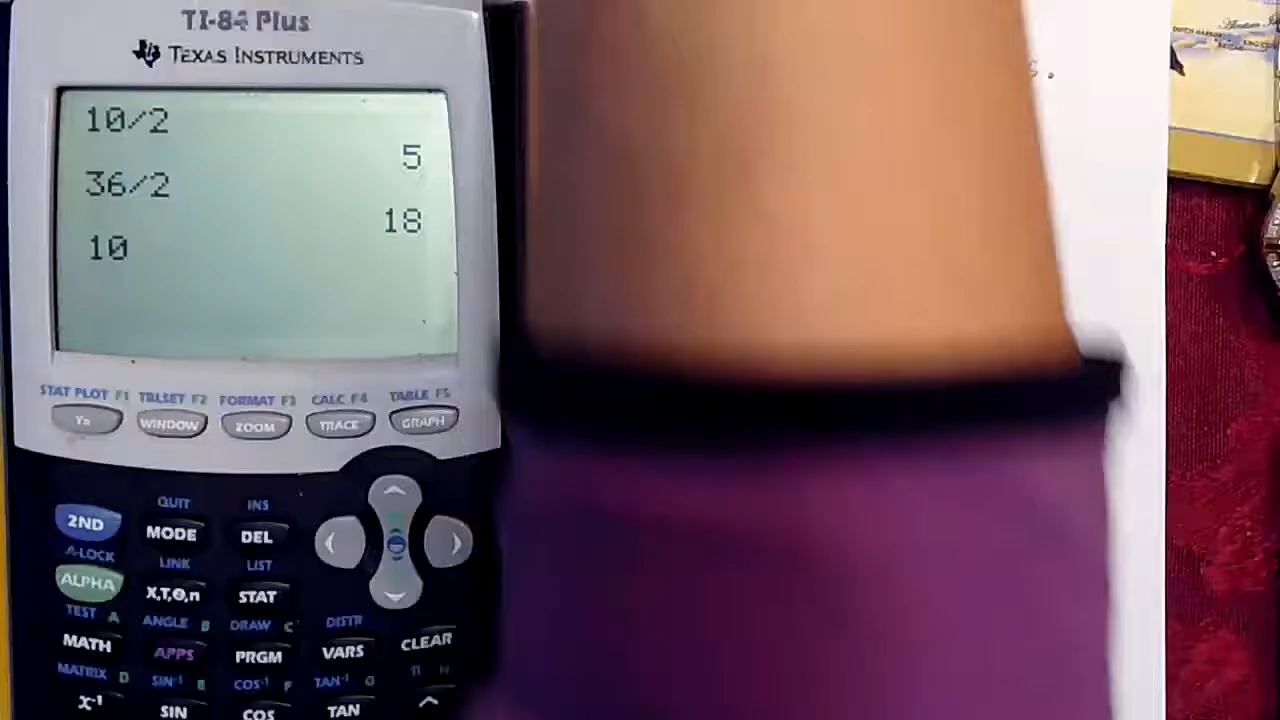 TI-84 Plus
TEXAS INSTRUMENTS
10/2
5
36/2
18
10
STAT PLOT F1 TBLSET F2 FORMAT F3 CALC F4 TABLE F5
Y= WINDOW ZOOM TRACE GRAPH
QUIT INS
2ND MODE DEL
A-LOCK LINK LIST
ALPHA X,T,Θ,n STAT
TEST A ANGLE B DRAW C DISTR
MATH APPS PRGM VARS CLEAR
MATRIX D SIN⁻¹ E COS⁻¹ F TAN⁻¹ G π H
x⁻¹ SIN COS TAN ^